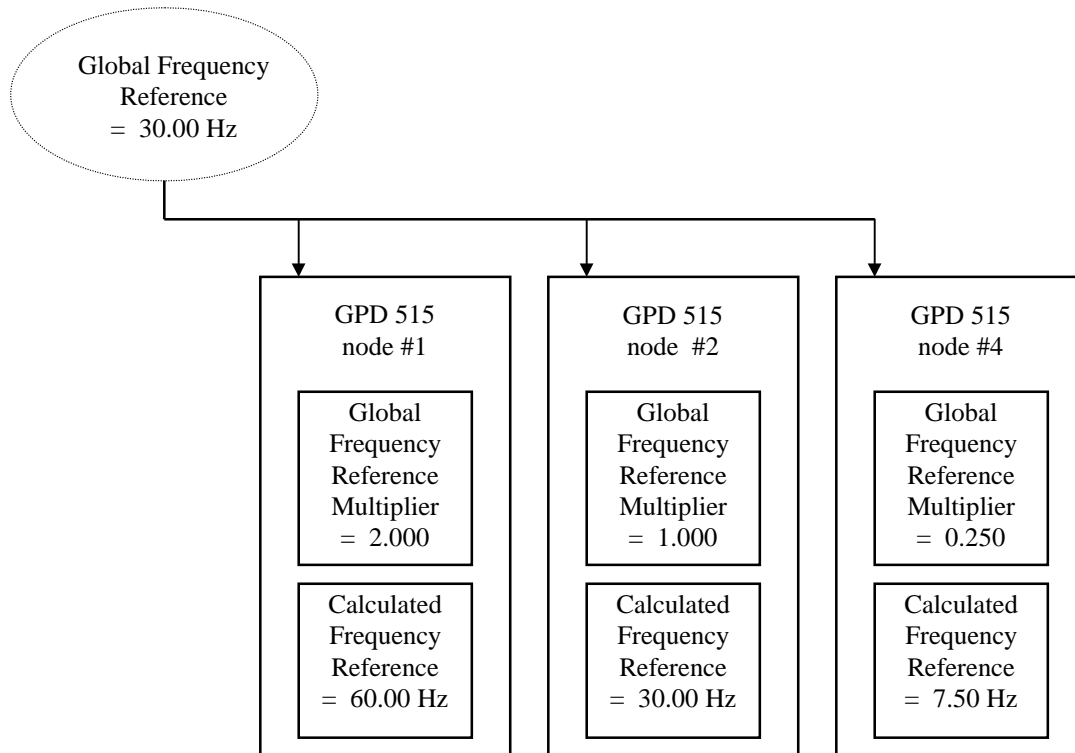 Global Frequency
Reference
= 30.00 Hz
GPD 515
node #1
Global
Frequency
Reference
Multiplier
= 2.000
Calculated
Frequency
Reference
= 60.00 Hz
GPD 515
node #2
Global
Frequency
Reference
Multiplier
= 1.000
Calculated
Frequency
Reference
= 30.00 Hz
GPD 515
node #4
Global
Frequency
Reference
Multiplier
= 0.250
Calculated
Frequency
Reference
= 7.50 Hz